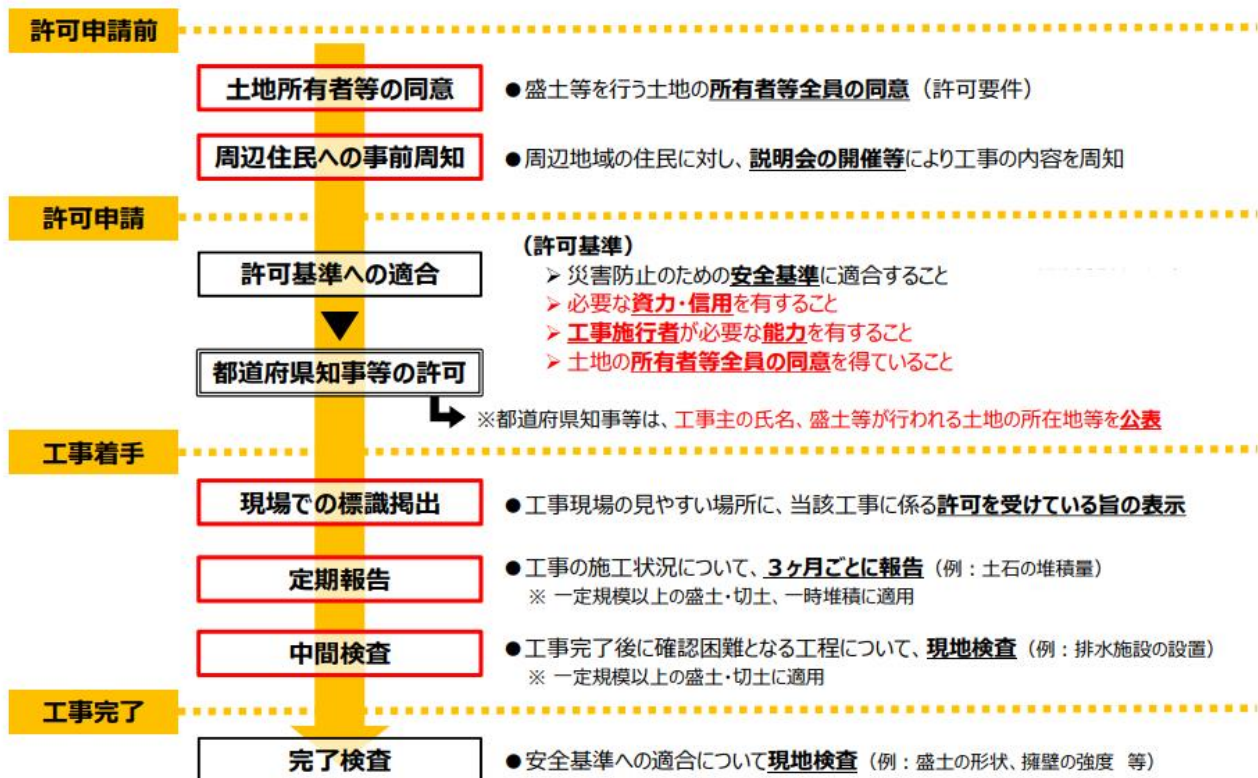 許可申請前
土地所有者等の同意
●盛土等を行う土地の所有者等全員の同意（許可要件）
周辺住民への事前周知
●周辺地域の住民に対し、説明会の開催等により工事の内容を周知
許可申請
（許可基準）
許可基準への適合
➢災害防止のための安全基準に適合すること
➢必要な資力・信用を有すること
➢工事施行者が必要な能力を有すること
➢土地の所有者等全員の同意を得ていること
都道府県知事等の許可
※都道府県知事等は、工事主の氏名、盛土等が行われる土地の所在地等を公表
工事着手
現場での標識掲出
●工事現場の見やすい場所に、当該工事に係る許可を受けている旨の表示
定期報告
●工事の施工状況について、３ヶ月ごとに報告（例：土石の堆積量）
※ 一定規模以上の盛土・切土、一時堆積に適用
中間検査
●工事完了後に確認困難となる工程について、現地検査（例：排水施設の設置）
※ 一定規模以上の盛土・切土に適用
工事完了
完了検査
●安全基準への適合について現地検査（例：盛土の形状、擁壁の強度 等）